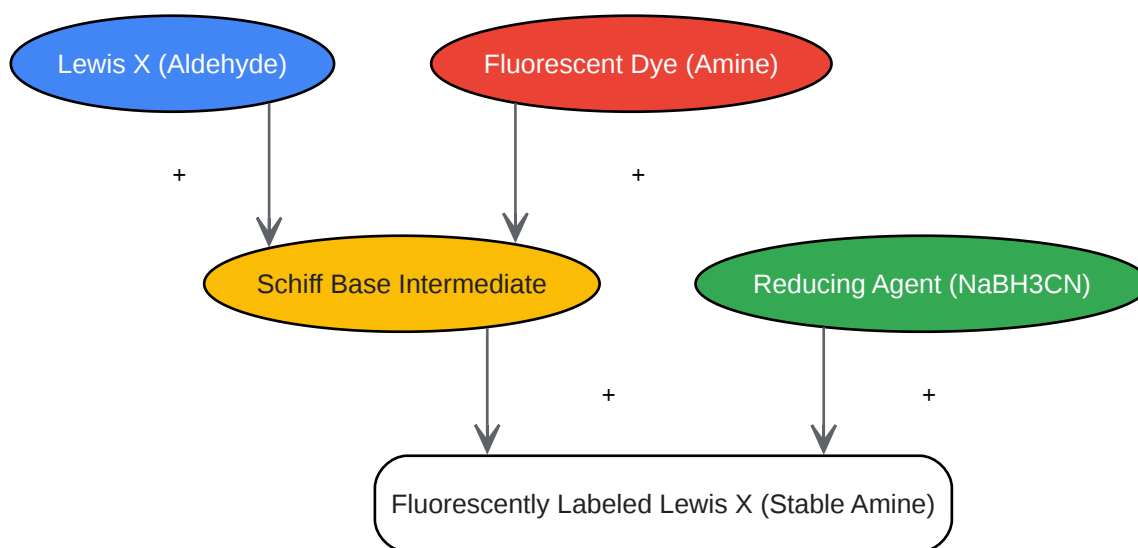 Lewis X (Aldehyde)
Fluorescent Dye (Amine)
+
+
Schiff Base Intermediate
Reducing Agent (NaBH3CN)
+
+
Fluorescently Labeled Lewis X (Stable Amine)